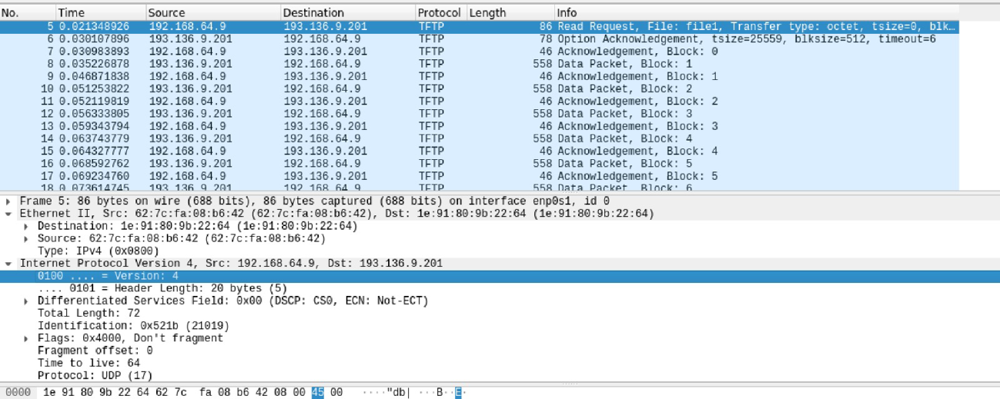 No. Time Source Destination Protocol Length Info
5 0.021348926 192.168.64.9 193.136.9.201 TFTP 86 Read Request, File: file1, Transfer type: octet, tsize=0, blk…
6 0.030107896 192.168.64.9 193.136.9.201 TFTP 78 Option Acknowledgement, tsize=25559, blksize=512, timeout=6
7 0.030983893 192.168.64.9 193.136.9.201 TFTP 46 Acknowledgement, Block: 0
8 0.035226878 192.168.64.9 193.136.9.201 TFTP 558 Data Packet, Block: 1
9 0.046871838 192.168.64.9 193.136.9.201 TFTP 46 Acknowledgement, Block: 1
10 0.051253822 193.136.9.201 192.168.64.9 TFTP 558 Data Packet, Block: 2
11 0.052119819 192.168.64.9 193.136.9.201 TFTP 46 Acknowledgement, Block: 2
12 0.056333805 193.136.9.201 192.168.64.9 TFTP 558 Data Packet, Block: 3
13 0.059343794 192.168.64.9 193.136.9.201 TFTP 46 Acknowledgement, Block: 3
14 0.063743779 193.136.9.201 192.168.64.9 TFTP 558 Data Packet, Block: 4
15 0.064327777 192.168.64.9 193.136.9.201 TFTP 46 Acknowledgement, Block: 4
16 0.068592762 193.136.9.201 192.168.64.9 TFTP 558 Data Packet, Block: 5
17 0.069234760 192.168.64.9 193.136.9.201 TFTP 46 Acknowledgement, Block: 5
18 0.073614745 193.136.9.201 192.168.64.9 TFTP 558 Data Packet, Block: 6
Frame 5: 86 bytes on wire (688 bits), 86 bytes captured (688 bits) on interface enp0s1, id 0
Ethernet II, Src: 62:7c:fa:08:b6:42 (62:7c:fa:08:b6:42), Dst: 1e:91:80:9b:22:64 (1e:91:80:9b:22:64)
Destination: 1e:91:80:9b:22:64 (1e:91:80:9b:22:64)
Source: 62:7c:fa:08:b6:42 (62:7c:fa:08:b6:42)
Type: IPv4 (0x0800)
Internet Protocol Version 4, Src: 192.168.64.9, Dst: 193.136.9.201
0100 .... = Version: 4
.... 0101 = Header Length: 20 bytes (5)
Differentiated Services Field: 0x00 (DSCP: CS0, ECN: Not-ECT)
Total Length: 72
Identification: 0x521b (21019)
Flags: 0x4000, Don't fragment
Fragment offset: 0
Time to live: 64
Protocol: UDP (17)
0000 1e 91 80 9b 22 64 62 7c fa 08 b6 42 08 00 45 00 ····"db| ···B··E·